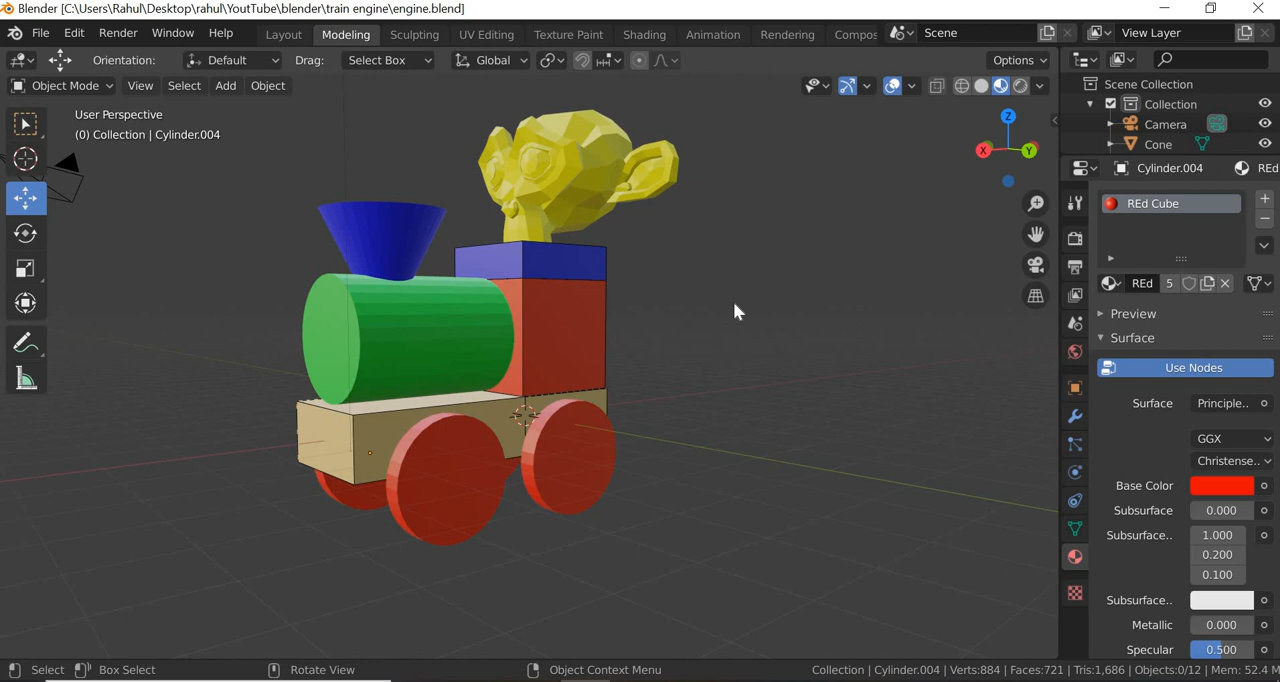 Blender [C:\Users\Rahul\Desktop\rahul\YoutTube\blender\train engine\engine.blend]
File Edit Render Window Help Layout Modeling Sculpting UV Editing Texture Paint Shading Animation Rendering Compos Scene View Layer
Orientation: Default Drag: Select Box Global Options
Object Mode View Select Add Object
User Perspective
(0) Collection | Cylinder.004
Z
X
Y
Scene Collection
Collection
Camera
Cone
Cylinder.004 REd
REd Cube
REd 5
Preview
Surface
Use Nodes
Surface Principle..
GGX
Christense..
Base Color
Subsurface 0.000
Subsurface.. 1.000
0.200
0.100
Subsurface..
Metallic 0.000
Specular 0.500
Select Box Select Rotate View Object Context Menu Collection | Cylinder.004 | Verts:884 | Faces:721 | Tris:1,686 | Objects:0/12 | Mem: 52.4 M